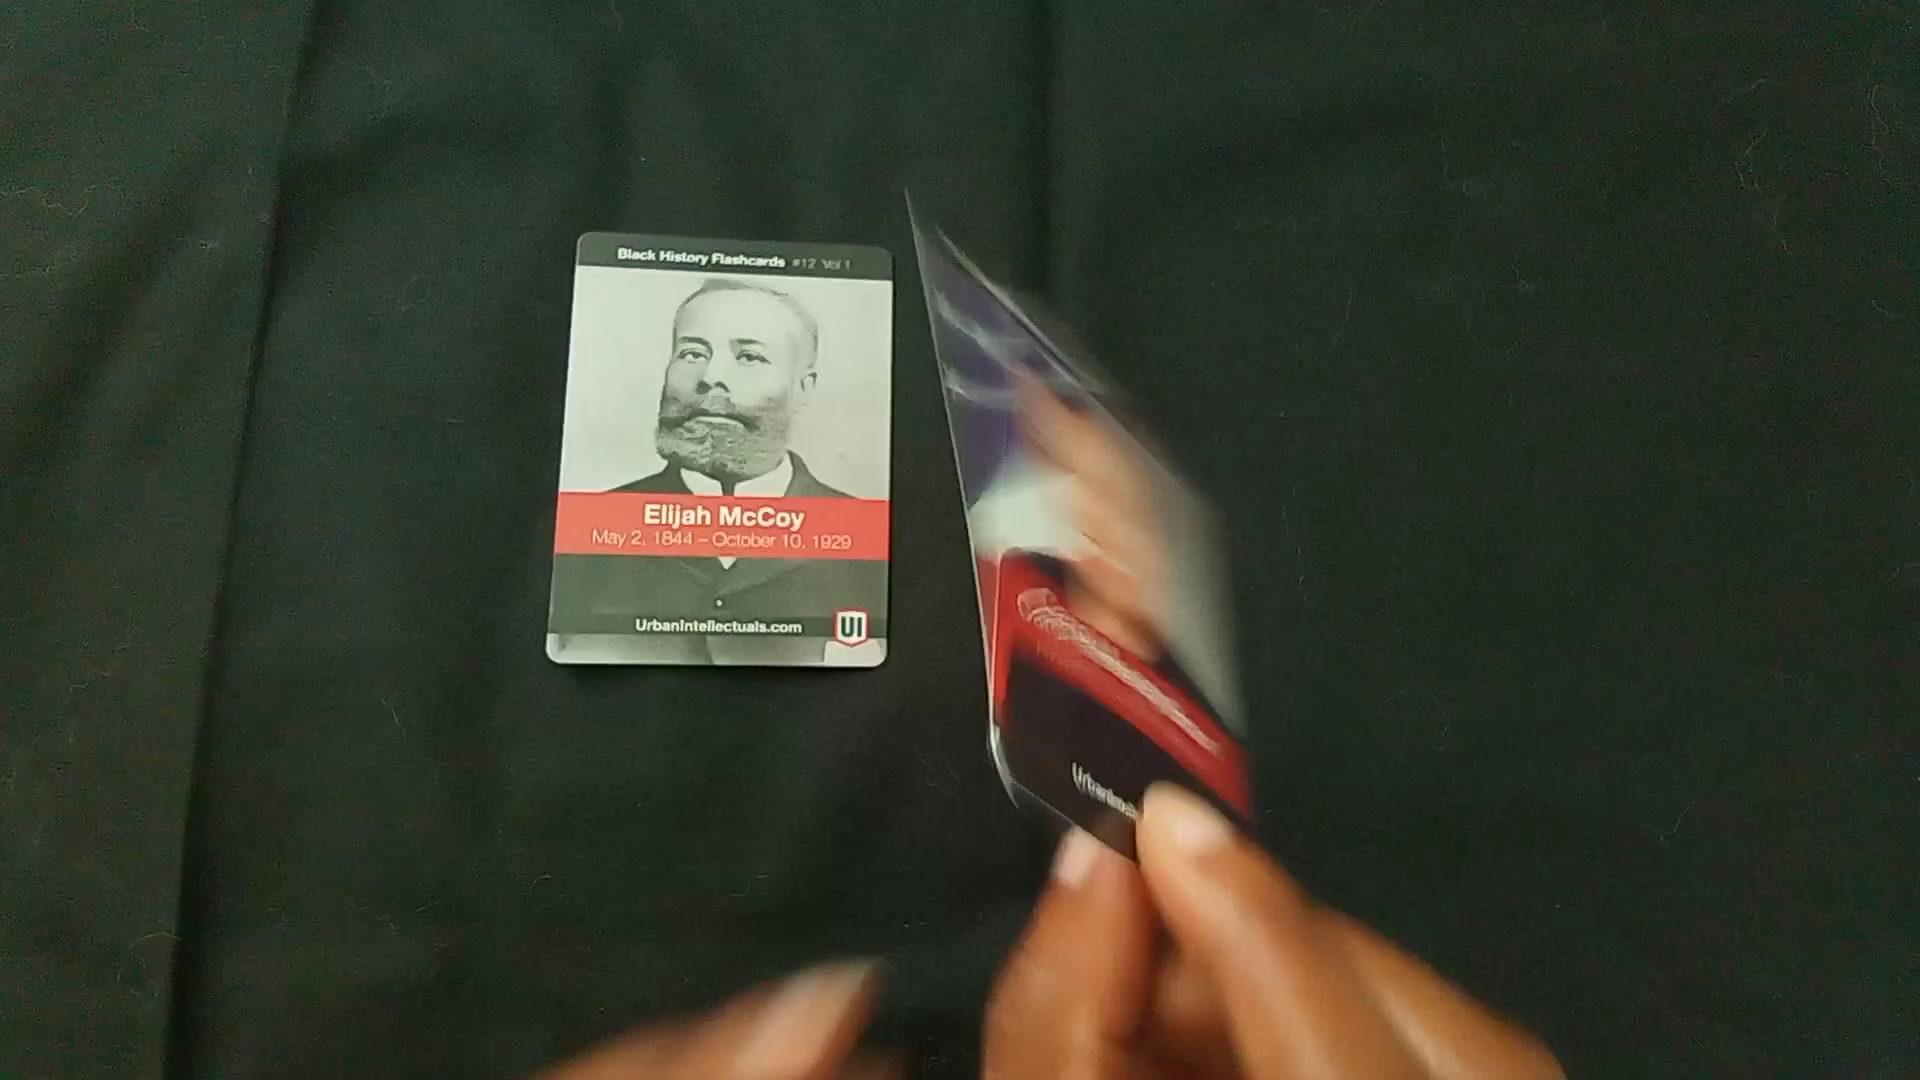 Black History Flashcards #12 Vol 1
Elijah McCoy
May 2, 1844 – October 10, 1929
UrbanIntellectuals.com
UI